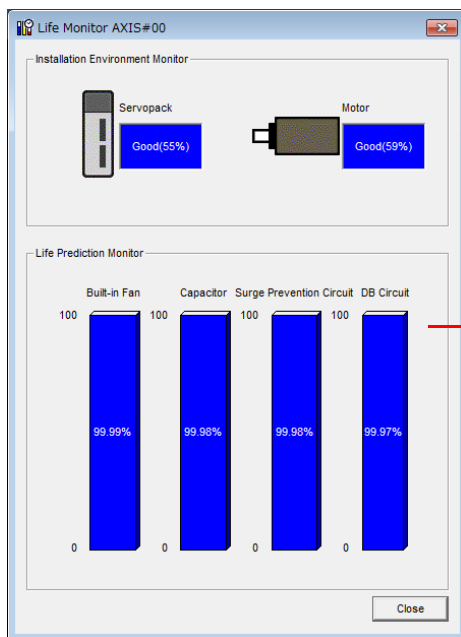 Life Monitor AXIS#00
Installation Environment Monitor
Servopack
Good(55%)
Motor
Good(59%)
Life Prediction Monitor
Built-in Fan Capacitor Surge Prevention Circuit DB Circuit
100 100 100 100
99.99% 99.98% 99.98% 99.97%
0 0 0 0
Close